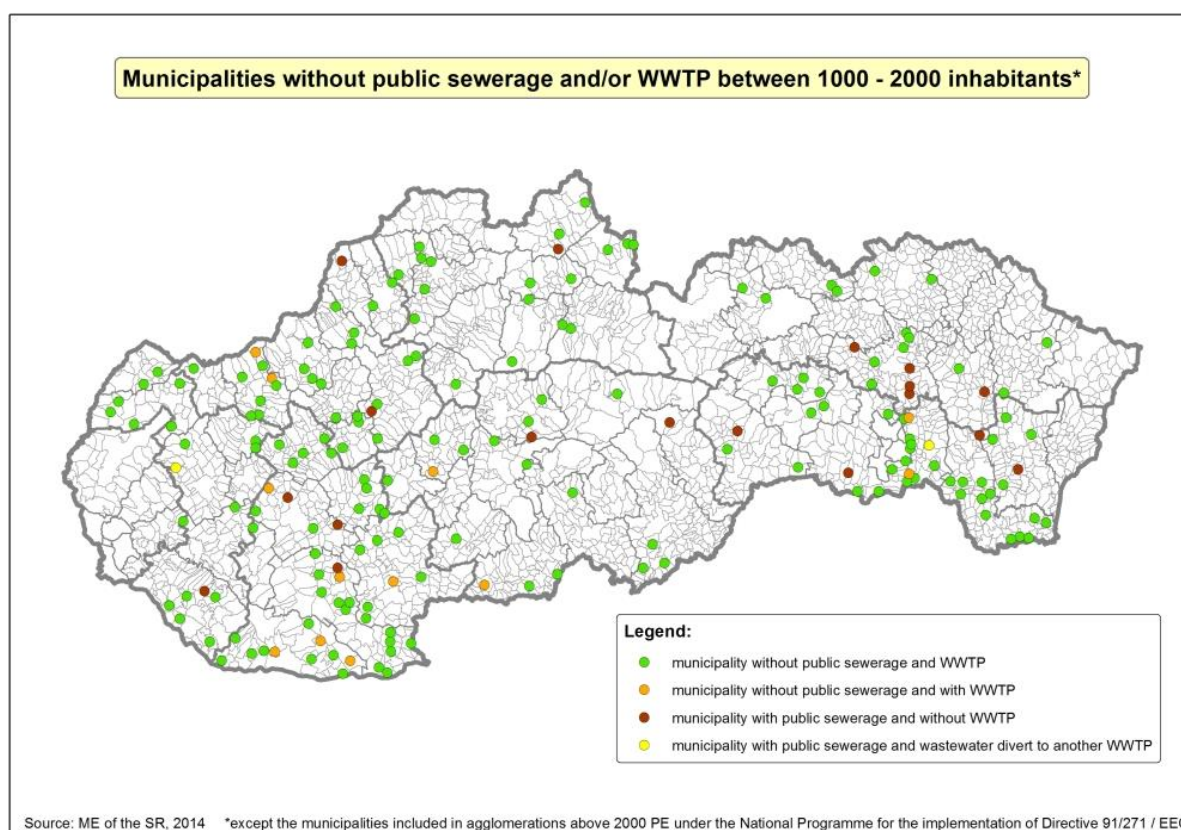 Municipalities without public sewerage and/or WWTP between 1000 - 2000 inhabitants*
Legend:
municipality without public sewerage and WWTP
municipality without public sewerage and with WWTP
municipality with public sewerage and without WWTP
municipality with public sewerage and wastewater divert to another WWTP
Source: ME of the SR, 2014 *except the municipalities included in agglomerations above 2000 PE under the National Programme for the implementation of Directive 91/271 / EEC